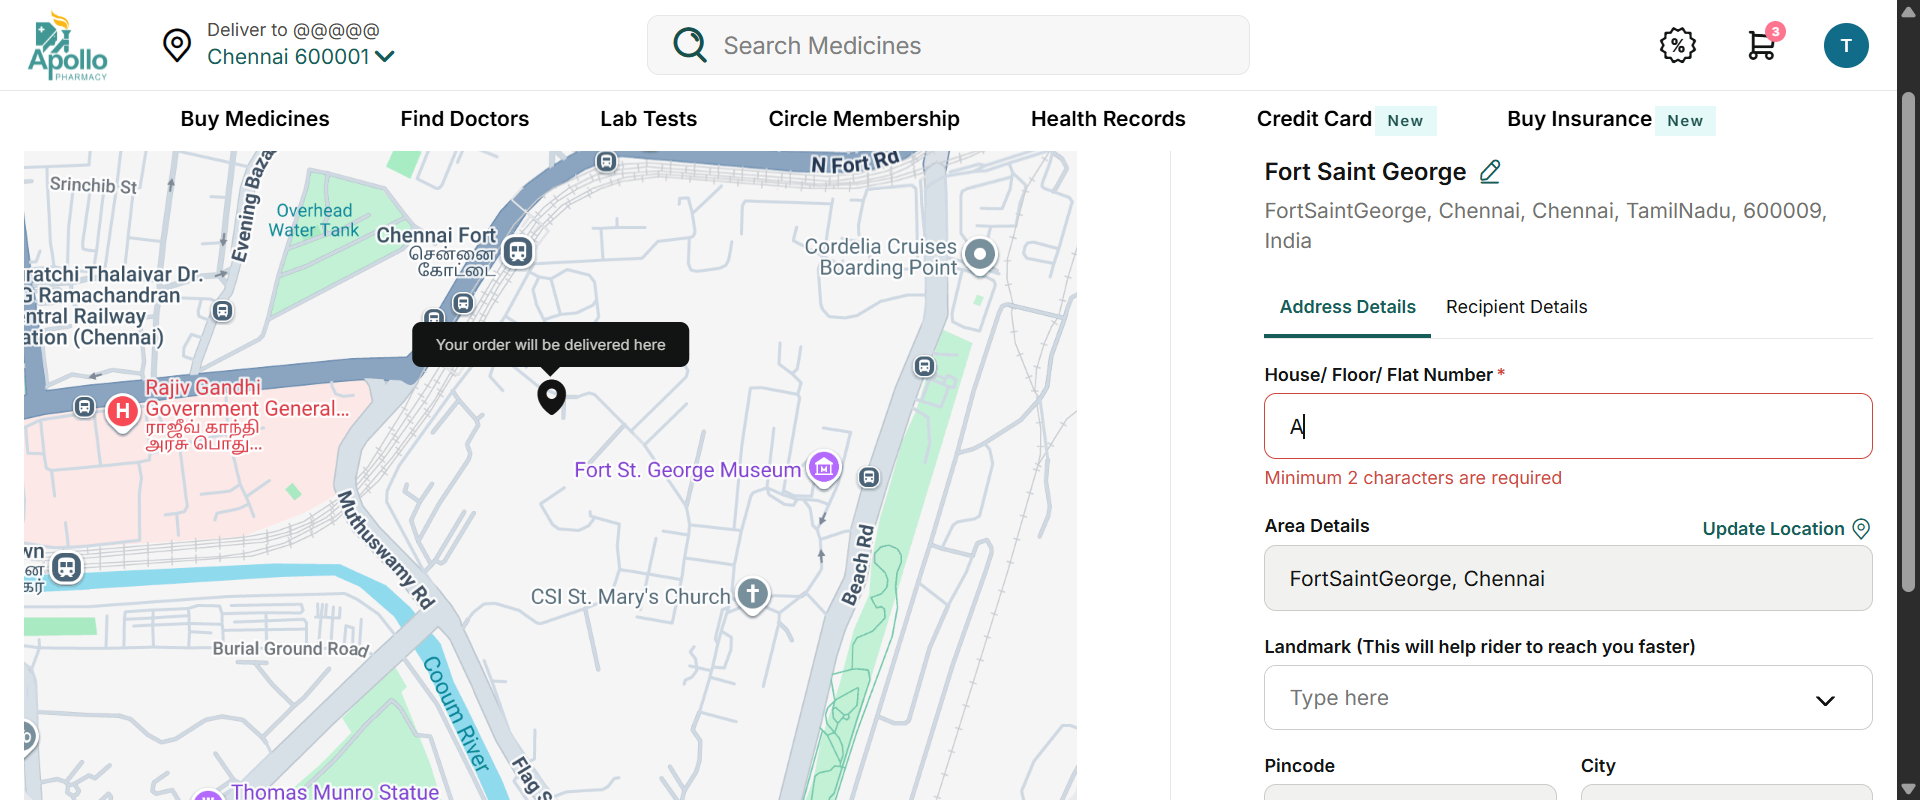 Apollo
PHARMACY
Deliver to @@@@@
Chennai 600001
Search Medicines
%
3
T
Buy Medicines
Find Doctors
Lab Tests
Circle Membership
Health Records
Credit Card New
Buy Insurance New
N Fort Rd
Srinchib St
Evening Baza
Overhead
Water Tank
Chennai Fort
சென்னை
கோட்டை
Cordelia Cruises
Boarding Point
ratchi Thalaivar Dr.
G Ramachandran
ntral Railway
ation (Chennai)
Your order will be delivered here
H
Rajiv Gandhi
Government General...
ராஜீவ் காந்தி
அரசு பொது...
Fort St. George Museum
Muthuswamy Rd
Beach Rd
wn
CSI St. Mary's Church
Burial Ground Road
Cooum River
Flag S
Thomas Munro Statue
Fort Saint George
FortSaintGeorge, Chennai, Chennai, TamilNadu, 600009,
India
Address Details
Recipient Details
House/ Floor/ Flat Number *
A
Minimum 2 characters are required
Area Details
Update Location
FortSaintGeorge, Chennai
Landmark (This will help rider to reach you faster)
Type here
Pincode
City